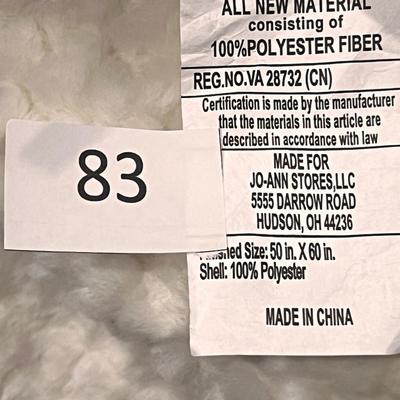 ALL NEW MATERIAL
consisting of
100%POLYESTER FIBER
REG.NO.VA 28732 (CN)
Certification is made by the manufacturer
that the materials in this article are
described in accordance with law
83
MADE FOR
JO-ANN STORES,LLC
5555 DARROW ROAD
HUDSON, OH 44236
Size: 50 in. X 60 in.
Shell: 100% Polyester
MADE IN CHINA